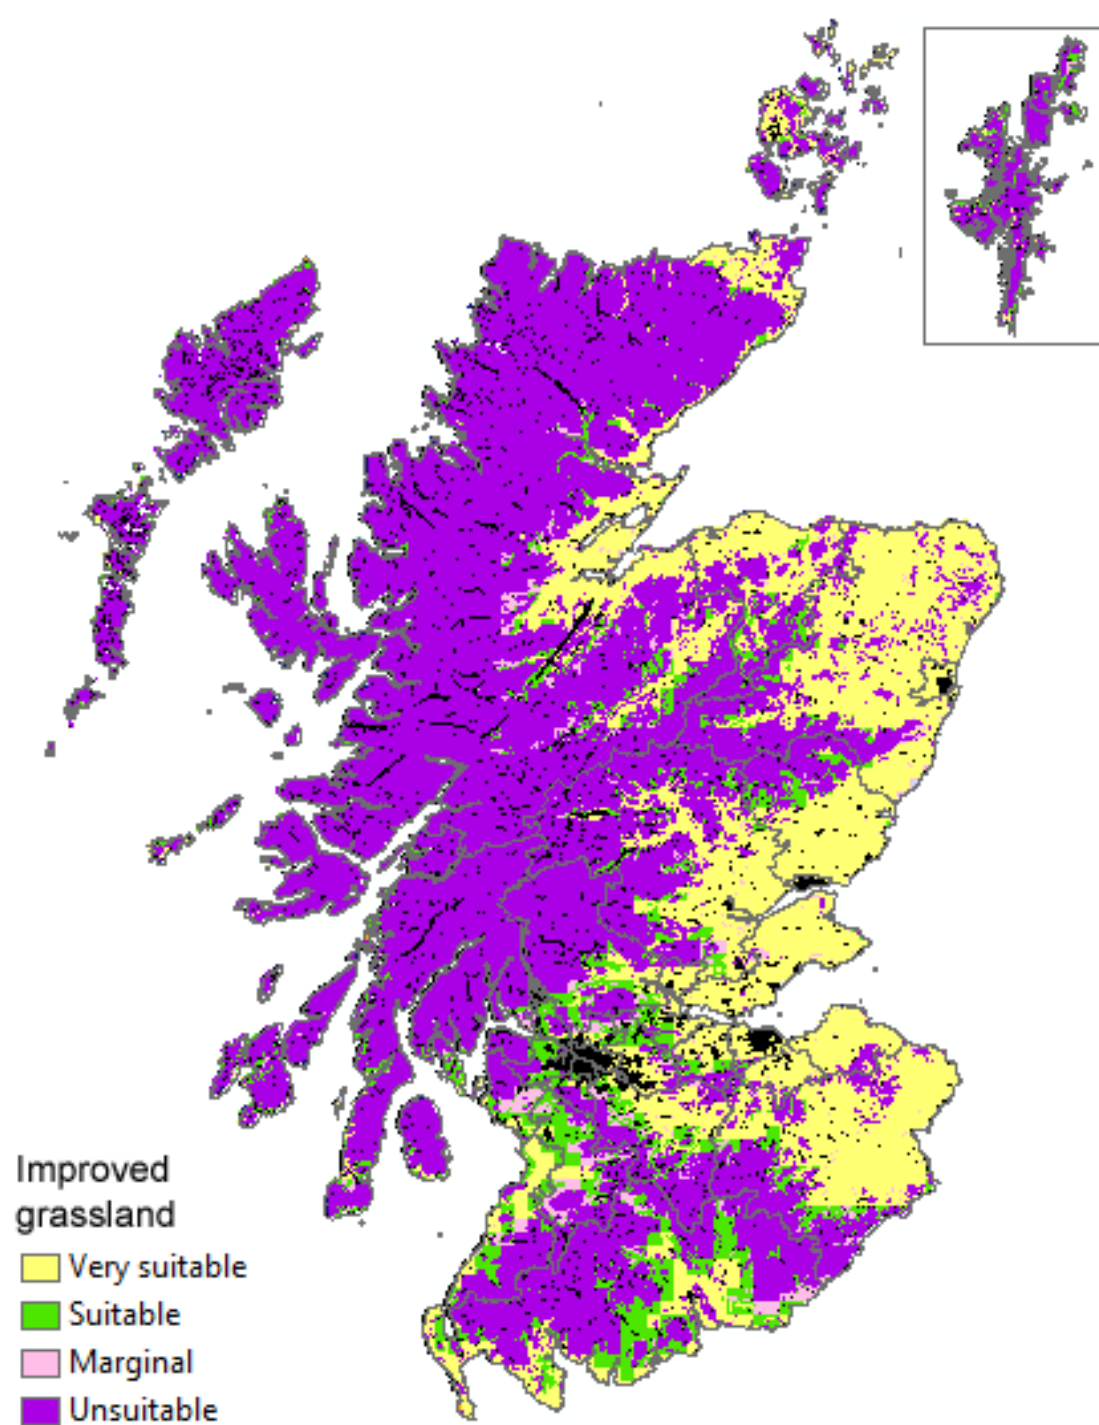 Improved
grassland
Very suitable
Suitable
Marginal
Unsuitable